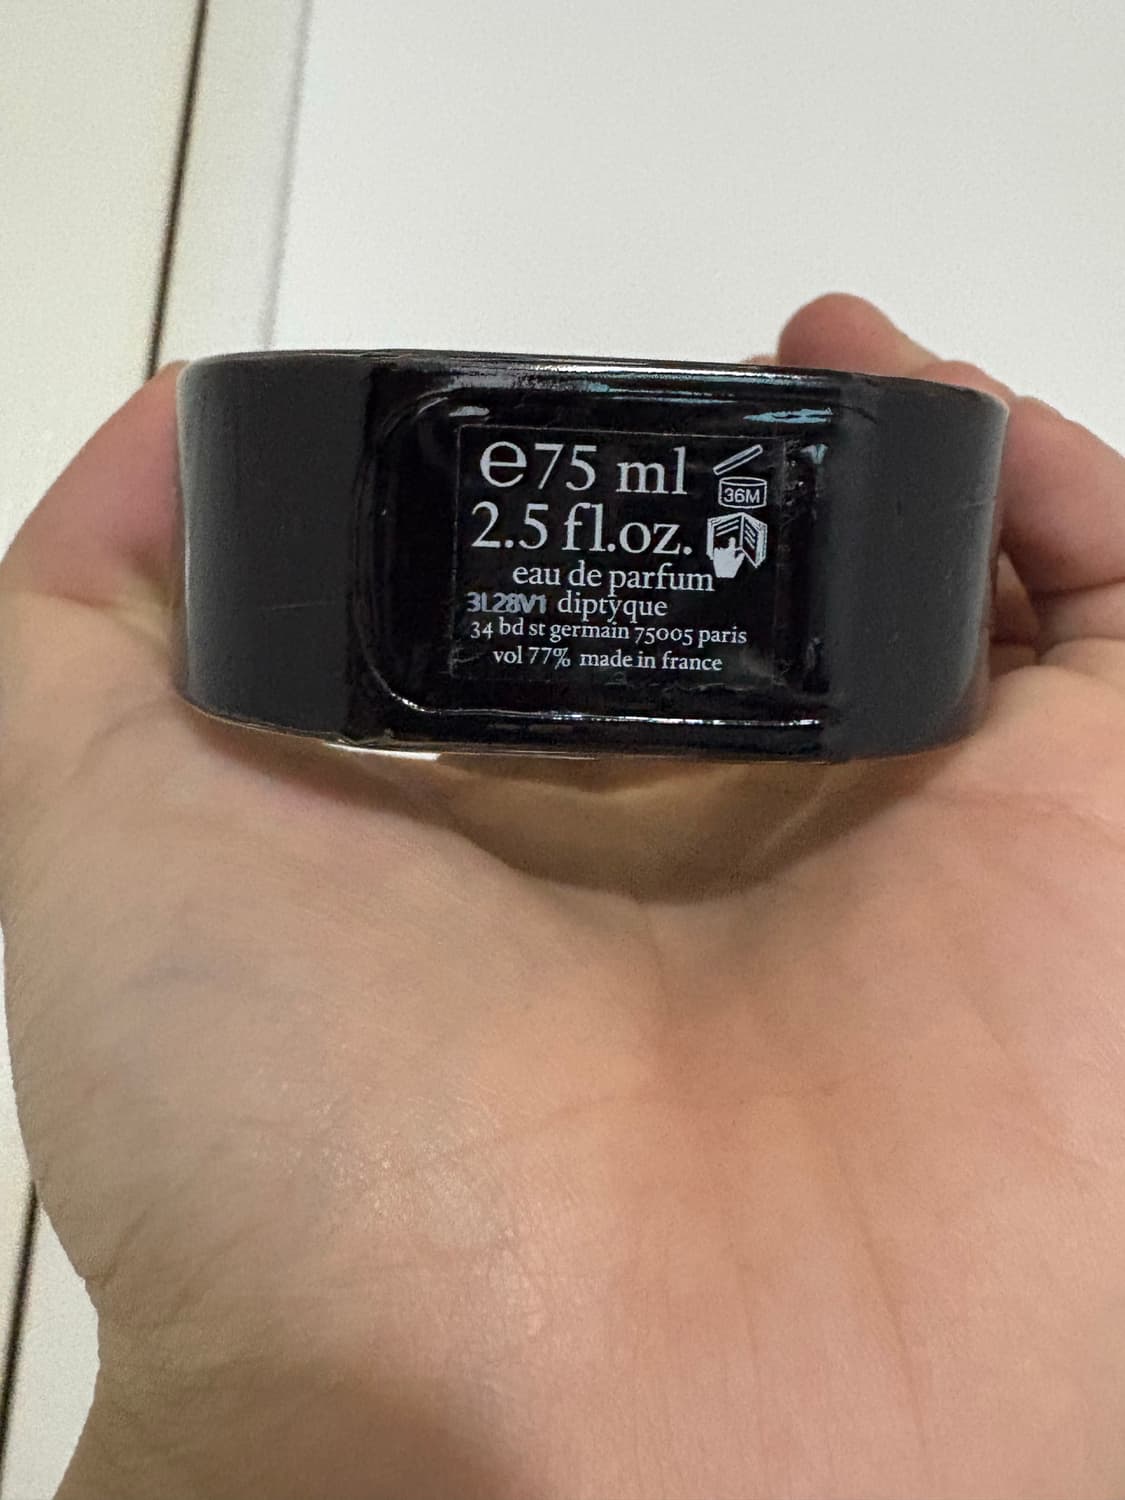 ℮75 ml
36M
2.5 fl.oz.
eau de parfum
3L28V1 diptyque
34 bd st germain 75005 paris
vol 77% made in france